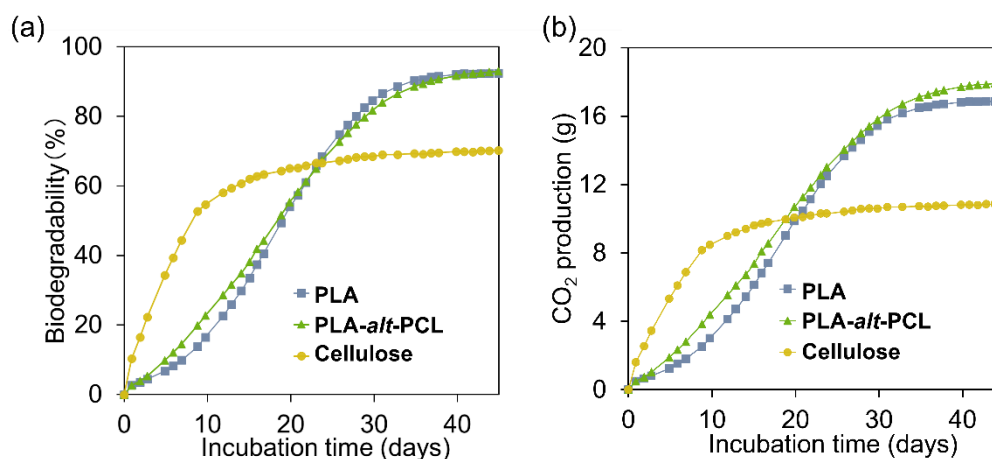 (a)
Biodegradability (%)
100
80
60
40
20
0
PLA
PLA-alt-PCL
Cellulose
0 10 20 30 40
Incubation time (days)
(b)
CO2 production (g)
20
16
12
8
4
0
PLA
PLA-alt-PCL
Cellulose
0 10 20 30 40
Incubation time (days)